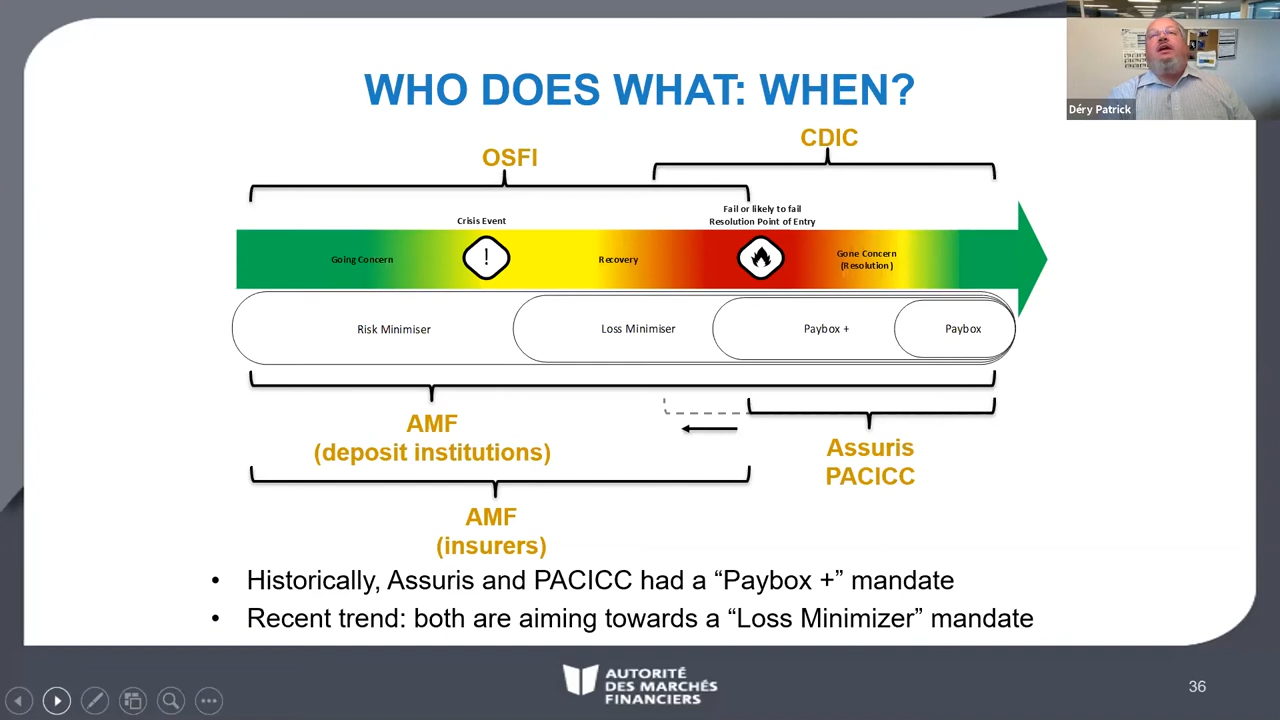 WHO DOES WHAT: WHEN?
Déry Patrick
CDIC
OSFI
Crisis Event
Fail or likely to fail
Resolution Point of Entry
Going Concern
!
Recovery
Gone Concern
(Resolution)
Risk Minimiser
Loss Minimiser
Paybox +
Paybox
AMF
(deposit institutions)
Assuris
PACICC
AMF
(insurers)
• Historically, Assuris and PACICC had a “Paybox +” mandate
• Recent trend: both are aiming towards a “Loss Minimizer” mandate
AUTORITÉ
DES MARCHÉS
FINANCIERS
36